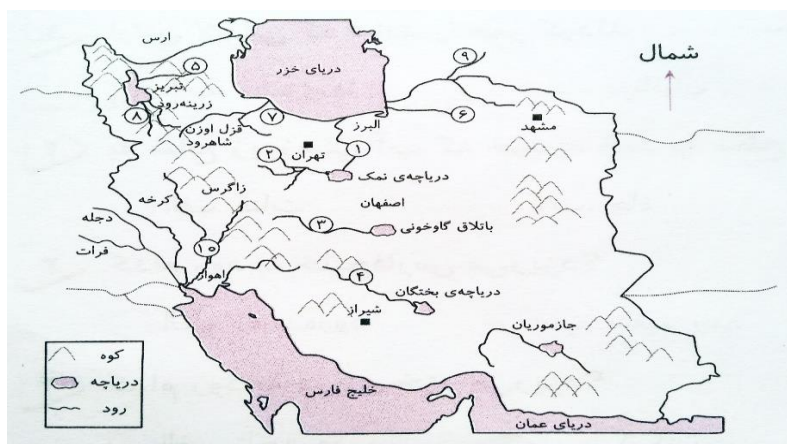 ارس
دریای خزر
شمال
۹
۵
تبریز
زرینه‌رود
۸
۷
۶
قزل اوزن
شاهرود
البرز
مشهد
تهران
۲
۱
دریاچه‌ی نمک
زاگرس
کرخه
اصفهان
دجله
۳
باتلاق گاوخونی
فرات
۱۰
اهواز
۴
دریاچه‌ی بختگان
شیراز
جازموریان
کوه
دریاچه
رود
خلیج فارس
دریای عمان